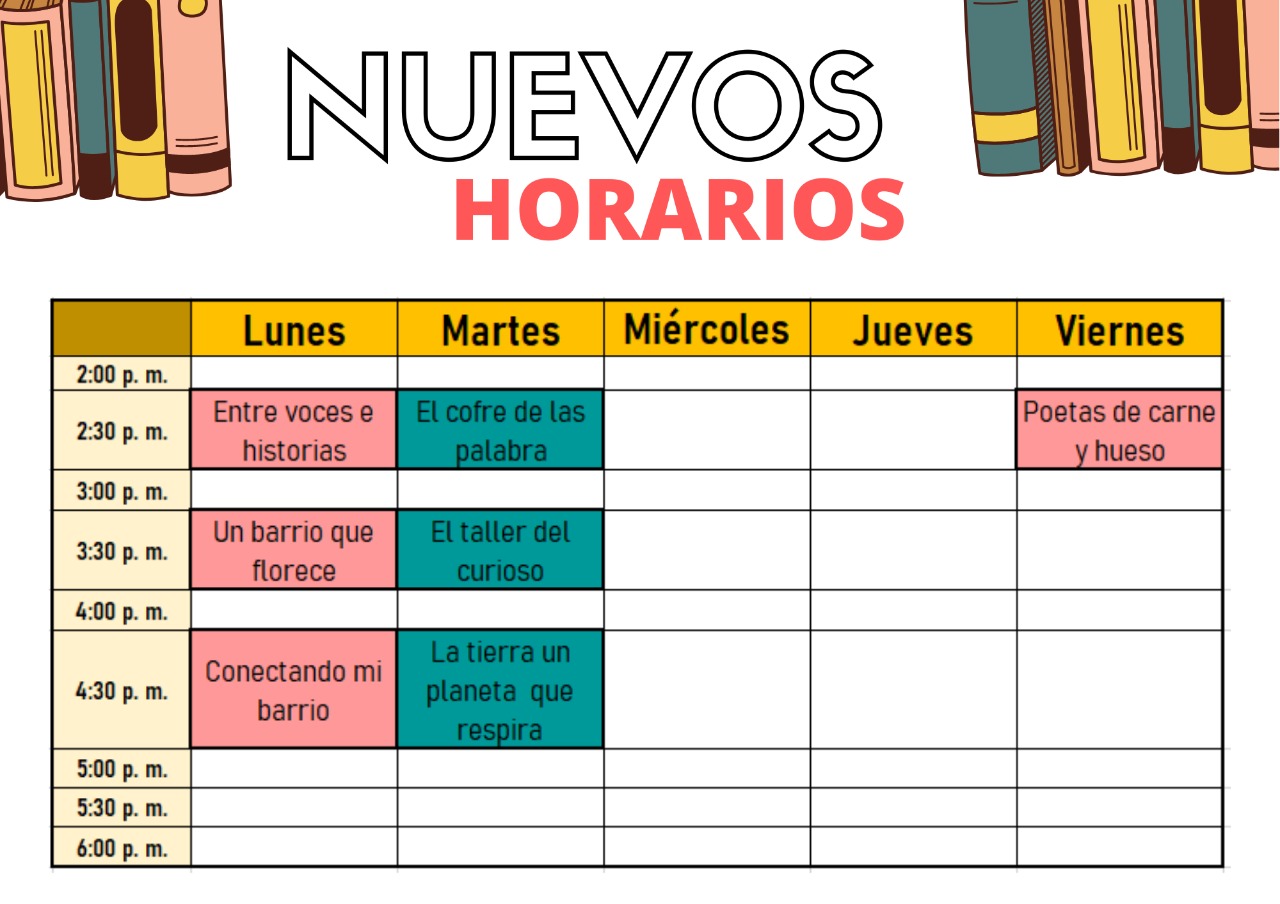 NUEVOS
HORARIOS
Lunes Martes Miércoles Jueves Viernes
2:00 p. m.
2:30 p. m. Entre voces e historias El cofre de las palabra Poetas de carne y hueso
3:00 p. m.
3:30 p. m. Un barrio que florece El taller del curioso
4:00 p. m.
4:30 p. m. Conectando mi barrio La tierra un planeta que respira
5:00 p. m.
5:30 p. m.
6:00 p. m.